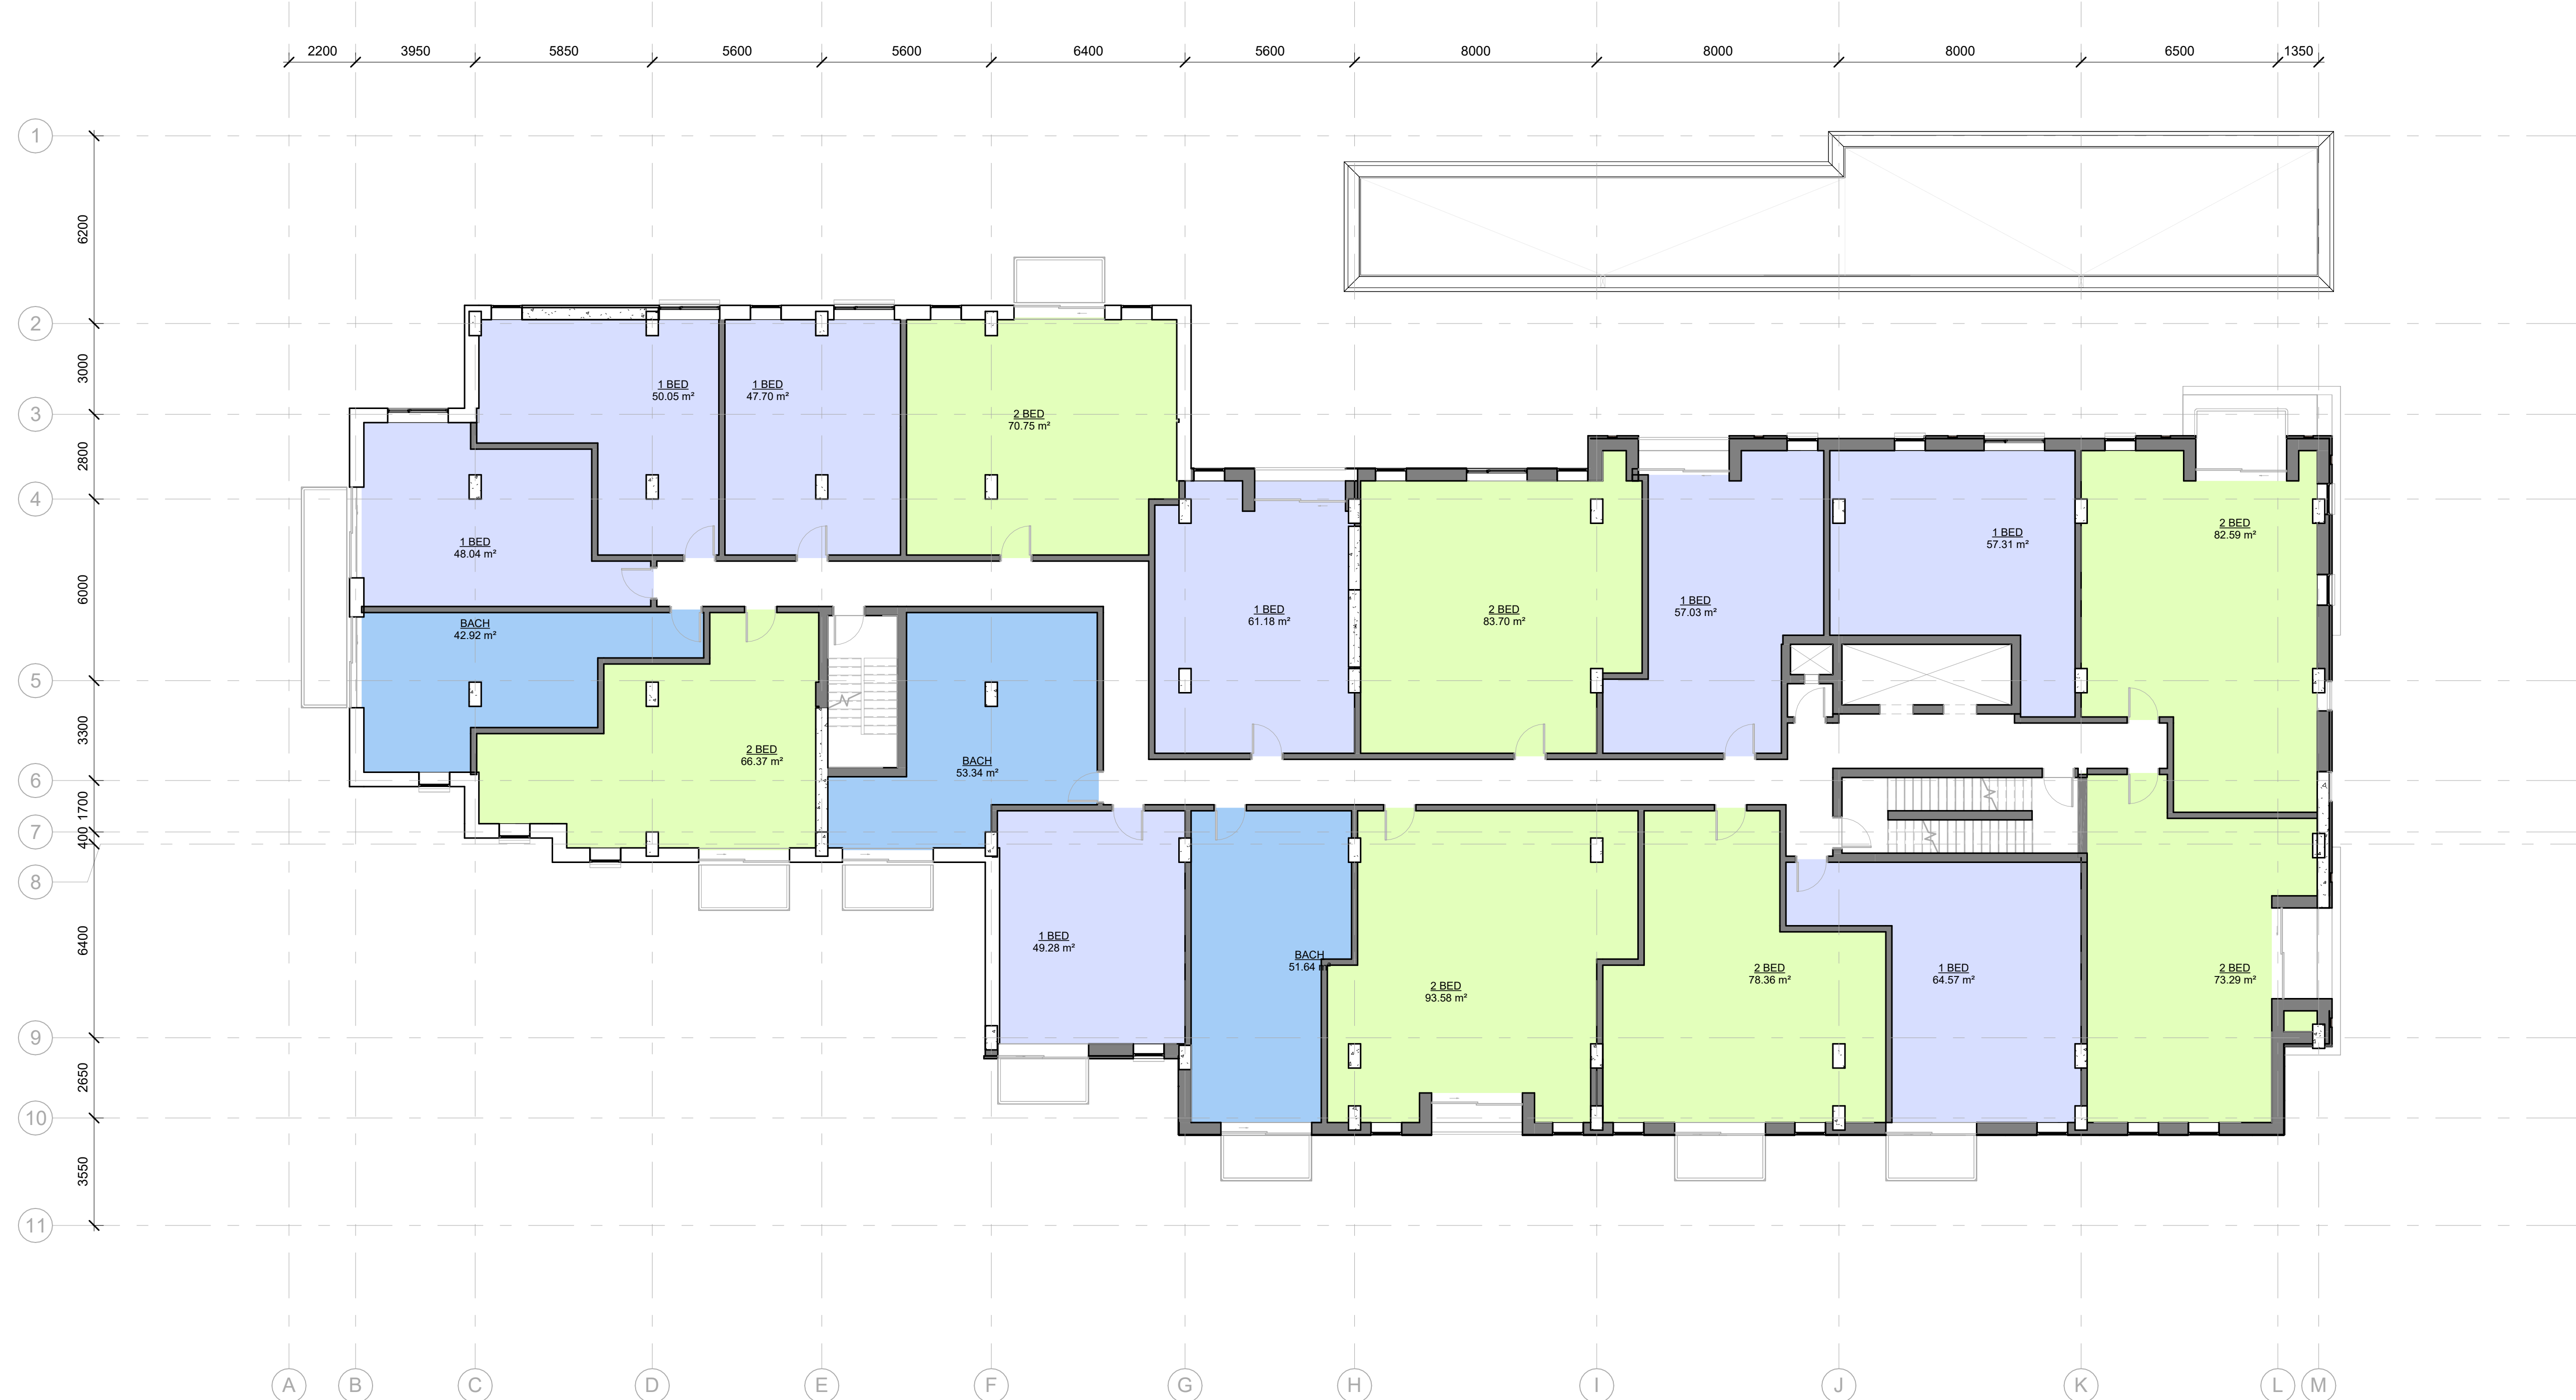 2200 3950 5850 5600 5600 6400 5600 8000 8000 8000 6500 1350
1
6200
2
3000
3
2800
4
6000
5
3300
6
1700
7
400
8
6400
9
2650
10
3550
11
1 BED
50.05 m²
1 BED
47.70 m²
2 BED
70.75 m²
1 BED
48.04 m²
BACH
42.92 m²
2 BED
66.37 m²
BACH
53.34 m²
1 BED
61.18 m²
2 BED
83.70 m²
1 BED
57.03 m²
1 BED
57.31 m²
2 BED
82.59 m²
1 BED
49.28 m²
BACH
51.64 m²
2 BED
93.58 m²
2 BED
78.36 m²
1 BED
64.57 m²
2 BED
73.29 m²
A B C D E F G H I J K L M